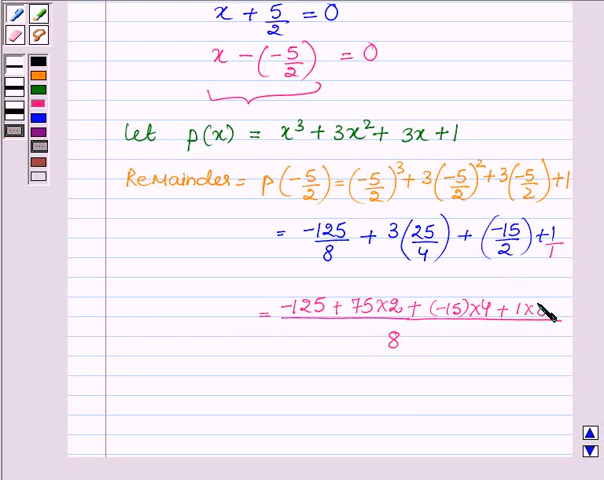 x + 5/2 = 0
x - (-5/2) = 0
Let p(x) = x³ + 3x² + 3x + 1
Remainder = p(-5/2) = (-5/2)³ + 3(-5/2)² + 3(-5/2) + 1
= -125/8 + 3(25/4) + (-15/2) + 1/1
= -125 + 75×2 + (-15)×4 + 1×
8